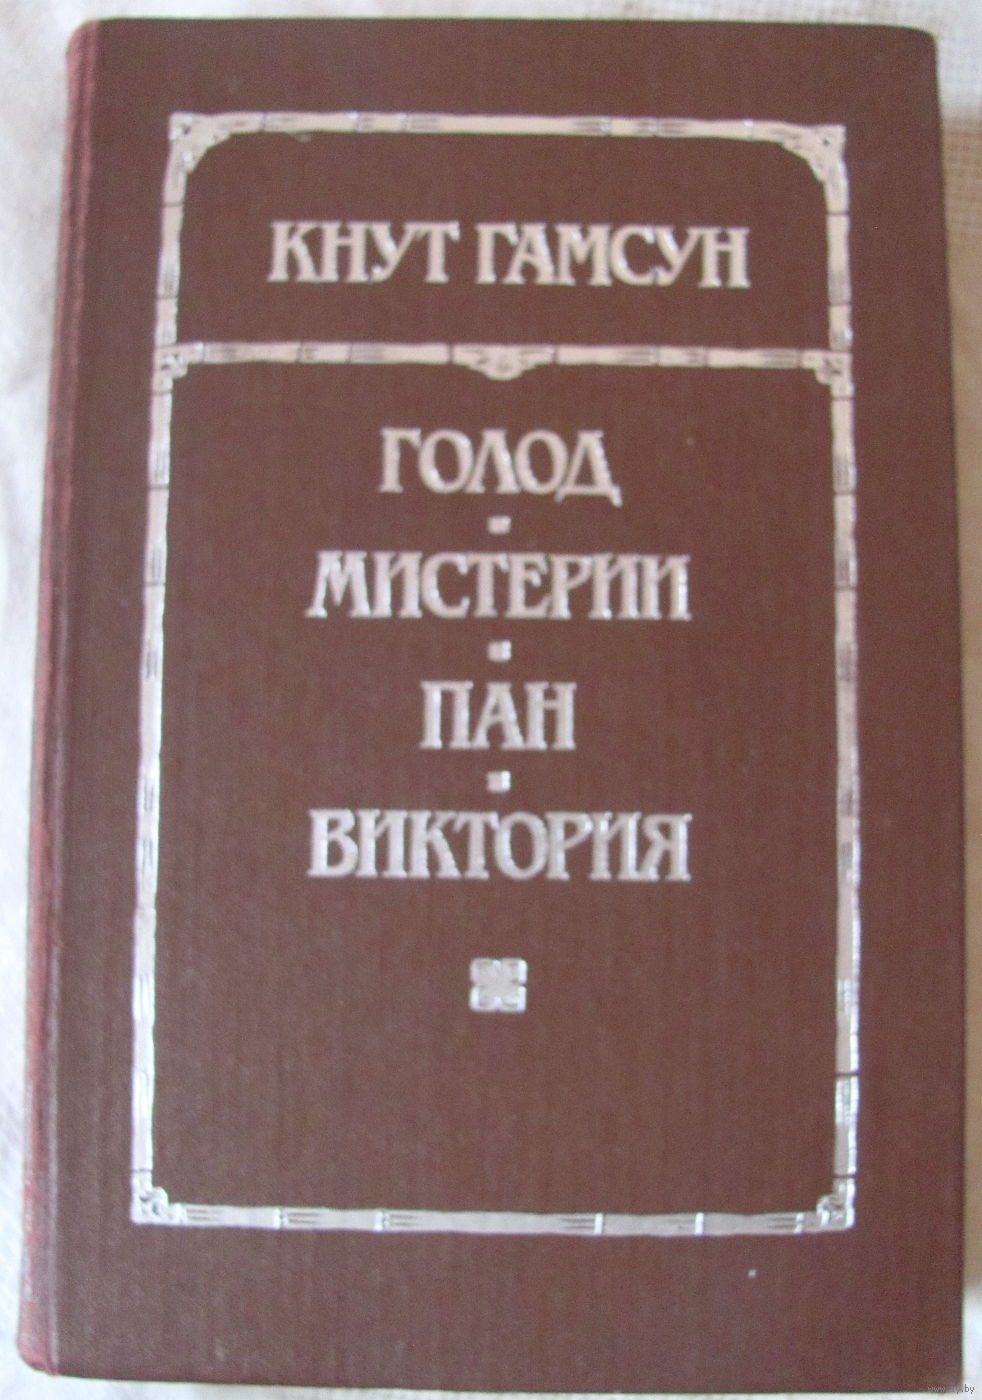 КНУТ ГАМСУН
ГОЛОД
МИСТЕРИИ
ПАН
ВИКТОРИЯ